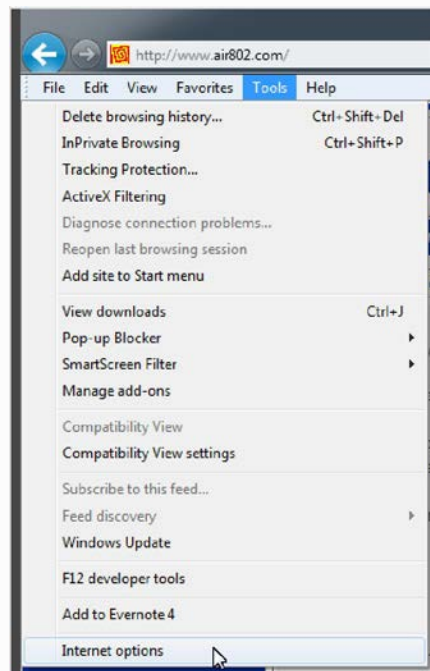 http://www.air802.com/
File Edit View Favorites Tools Help
Delete browsing history... Ctrl+Shift+Del
InPrivate Browsing Ctrl+Shift+P
Tracking Protection...
ActiveX Filtering
Diagnose connection problems...
Reopen last browsing session
Add site to Start menu
View downloads Ctrl+J
Pop-up Blocker
SmartScreen Filter
Manage add-ons
Compatibility View
Compatibility View settings
Subscribe to this feed...
Feed discovery
Windows Update
F12 developer tools
Add to Evernote 4
Internet options